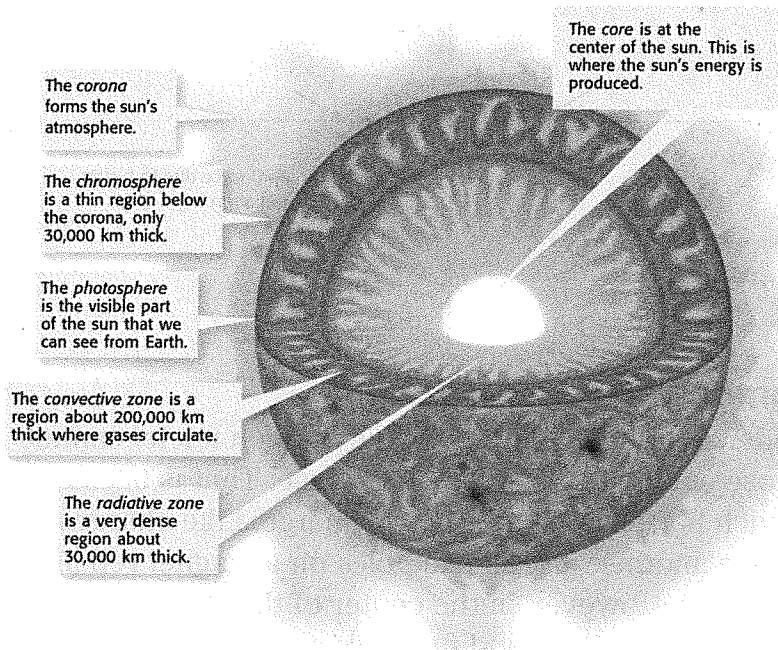 The core is at the
center of the sun. This is
where the sun's energy is
produced.
The corona
forms the sun's
atmosphere.
The chromosphere
is a thin region below
the corona, only
30,000 km thick.
The photosphere
is the visible part
of the sun that we
can see from Earth.
The convective zone is a
region about 200,000 km
thick where gases circulate.
The radiative zone
is a very dense
region about
30,000 km thick.